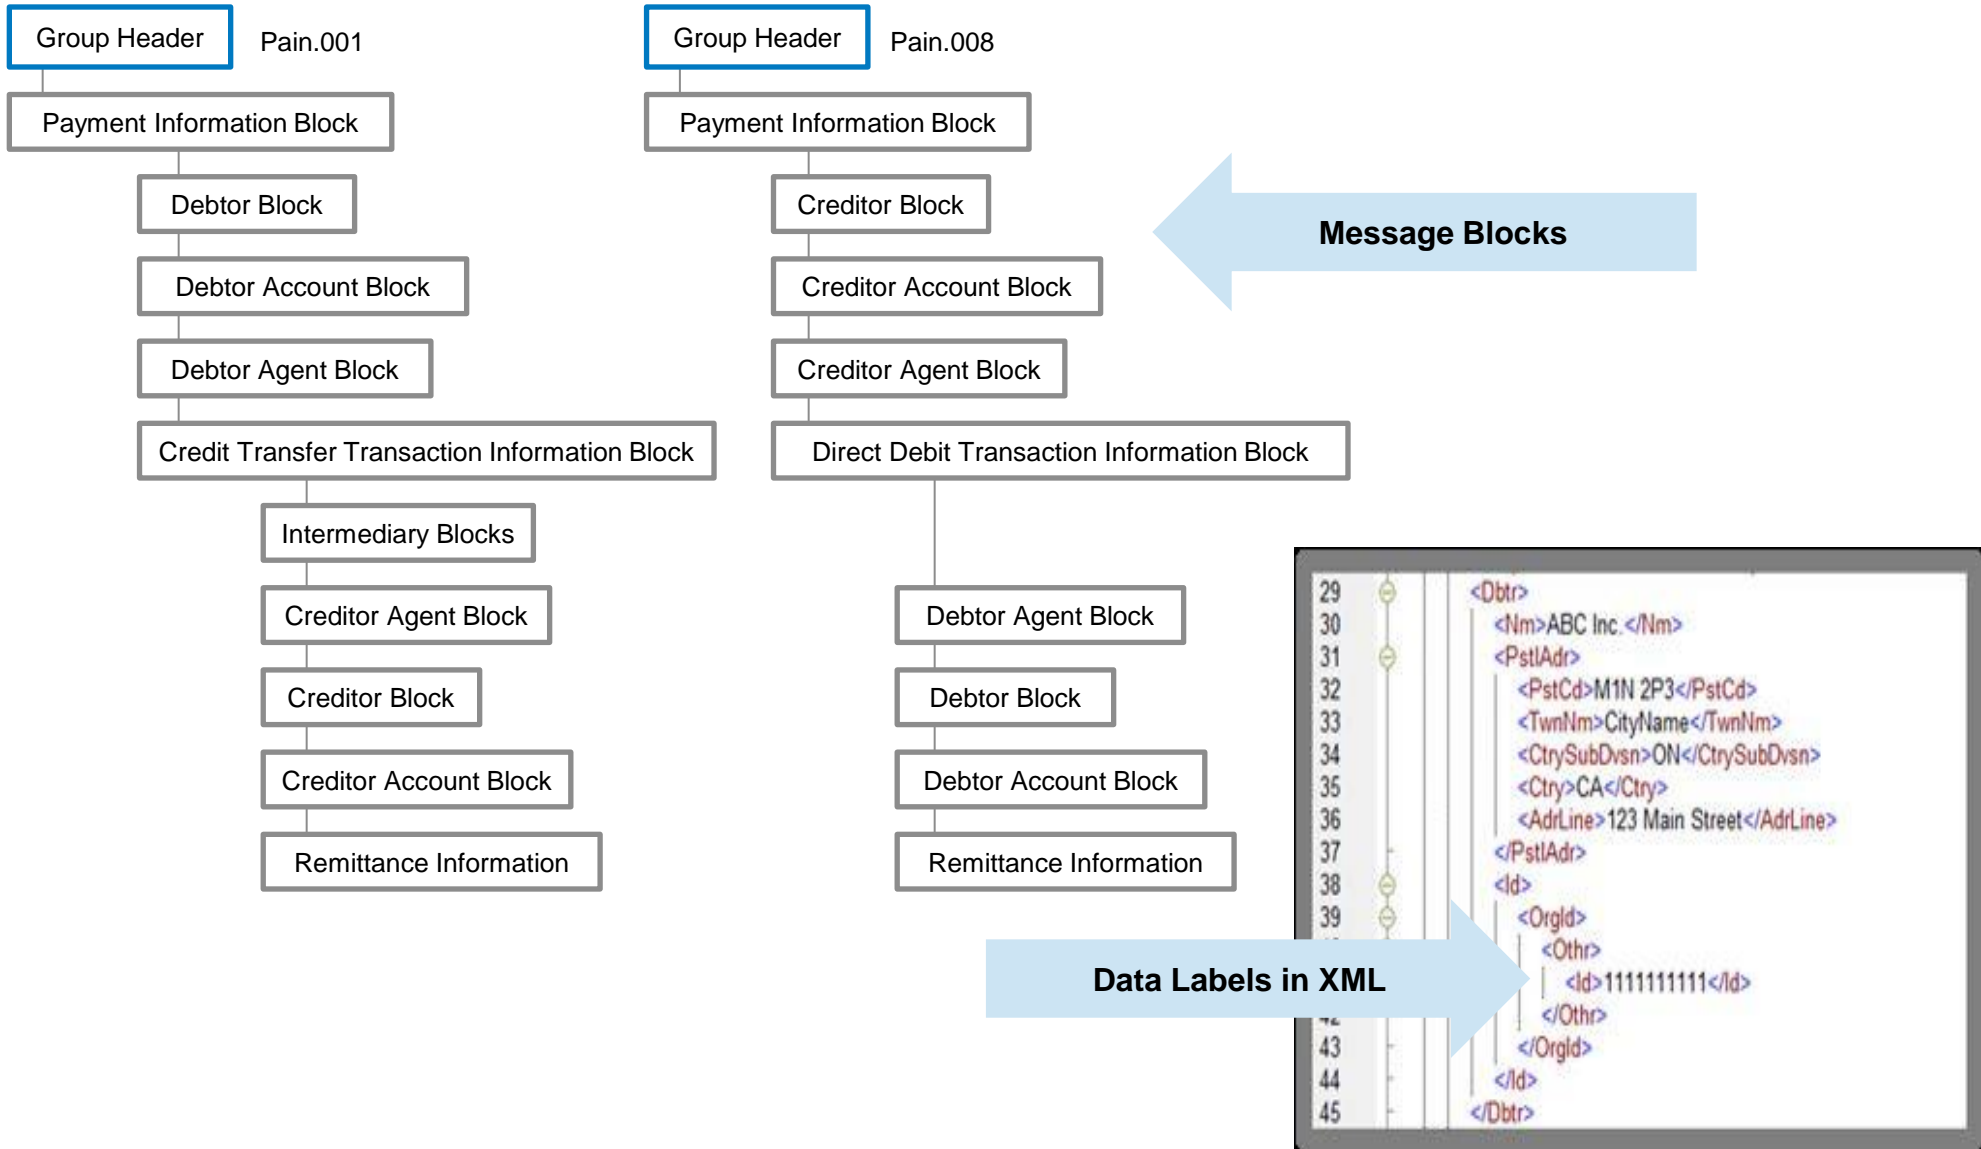 Group Header
Pain.001
Payment Information Block
Debtor Block
Debtor Account Block
Debtor Agent Block
Credit Transfer Transaction Information Block
Intermediary Blocks
Creditor Agent Block
Creditor Block
Creditor Account Block
Remittance Information
Group Header
Pain.008
Payment Information Block
Creditor Block
Creditor Account Block
Creditor Agent Block
Direct Debit Transaction Information Block
Debtor Agent Block
Debtor Block
Debtor Account Block
Remittance Information
Message Blocks
Data Labels in XML
29 <Dbtr>
30 <Nm>ABC Inc.</Nm>
31 <PstlAdr>
32 <PstCd>M1N 2P3</PstCd>
33 <TwnNm>CityName</TwnNm>
34 <CtrySubDvsn>ON</CtrySubDvsn>
35 <Ctry>CA</Ctry>
36 <AdrLine>123 Main Street</AdrLine>
37 </PstlAdr>
38 <Id>
39 <OrgId>
<Othr>
<Id>1111111111</Id>
42 </Othr>
43 </OrgId>
44 </Id>
45 </Dbtr>